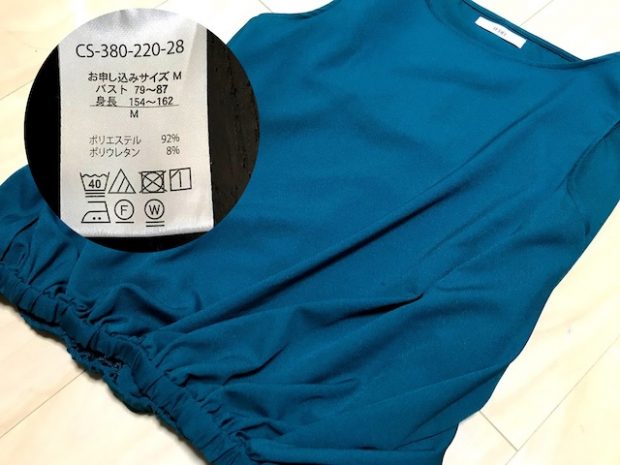 CS-380-220-28
お申し込みサイズ M
バスト 79～87
身長 154～162
M
ポリエステル 92%
ポリウレタン 8%
40
F W